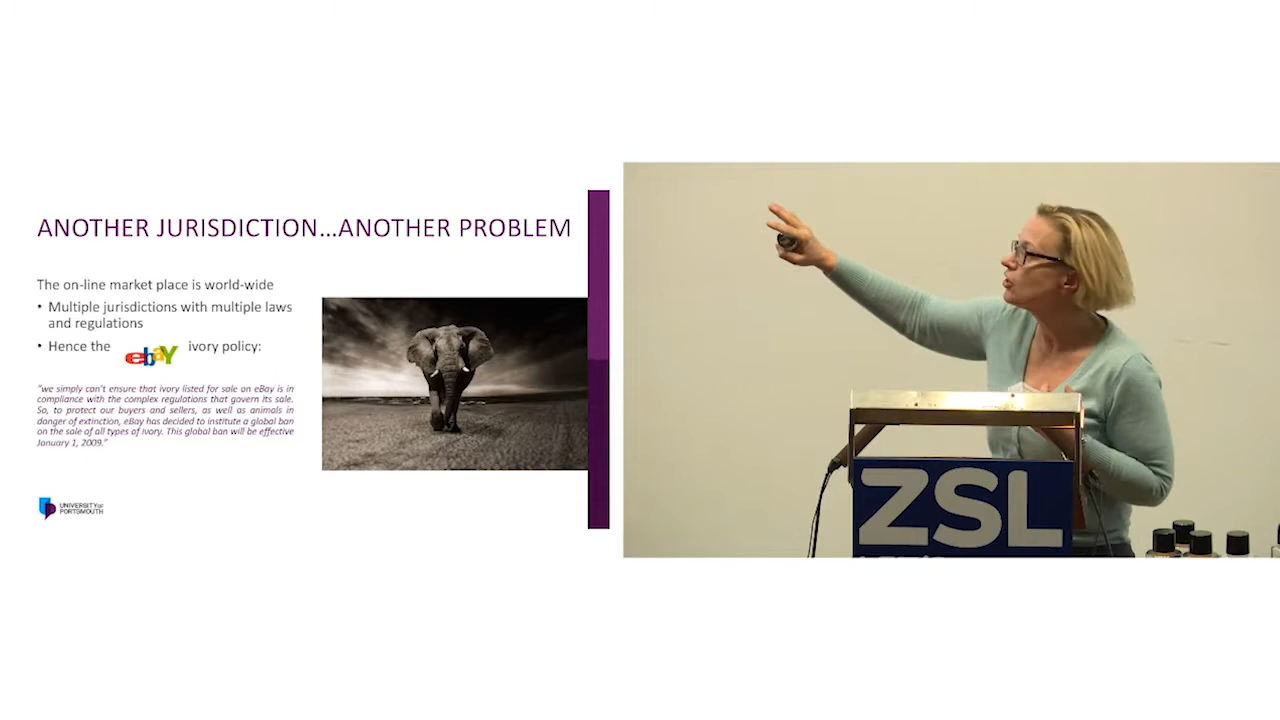 ANOTHER JURISDICTION...ANOTHER PROBLEM
The on-line market place is world-wide
• Multiple jurisdictions with multiple laws
and regulations
• Hence the ebaY ivory policy:
"we simply can't ensure that ivory listed for sale on eBay is in
compliance with the complex regulations that govern its sale.
So, to protect our buyers and sellers, as well as animals in
danger of extinction, eBay has decided to institute a global ban
on the sale of all types of ivory. This global ban will be effective
January 1, 2009."
UNIVERSITY OF
PORTSMOUTH
ZSL